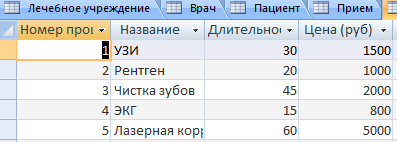 Лечебное учреждение Врач Пациент Прием
Номер про Название Длительнос Цена (руб)
1 УЗИ 30 1500
2 Рентген 20 1000
3 Чистка зубов 45 2000
4 ЭКГ 15 800
5 Лазерная корр 60 5000